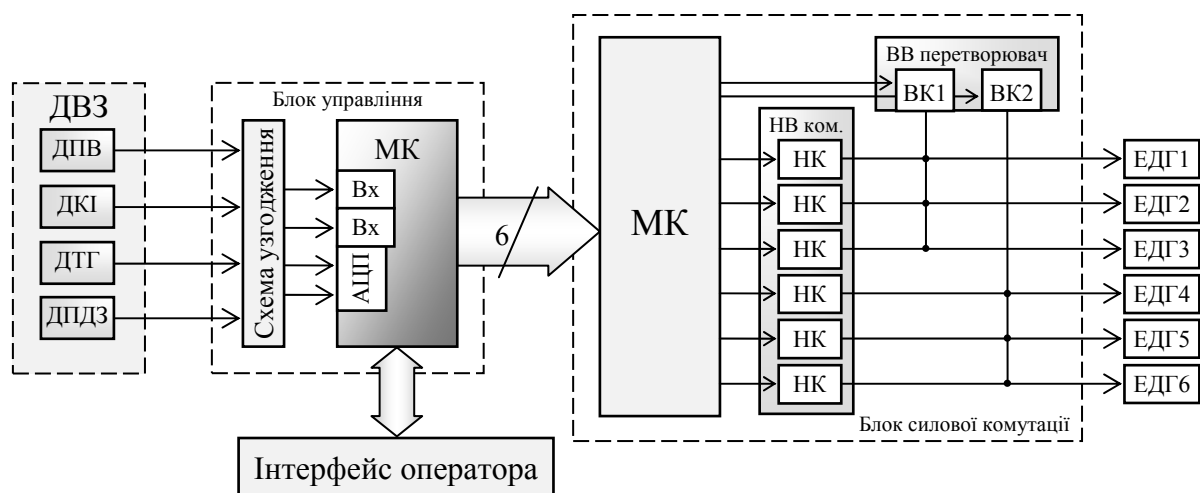 ДВЗ
ДПВ
ДКІ
ДТГ
ДПДЗ
Блок управління
Схема узгодження
МК
Вх
Вх
АЦП
6
Інтерфейс оператора
МК
ВВ перетворювач
ВК1
ВК2
НВ ком.
НК
НК
НК
НК
НК
НК
Блок силової комутації
ЕДГ1
ЕДГ2
ЕДГ3
ЕДГ4
ЕДГ5
ЕДГ6